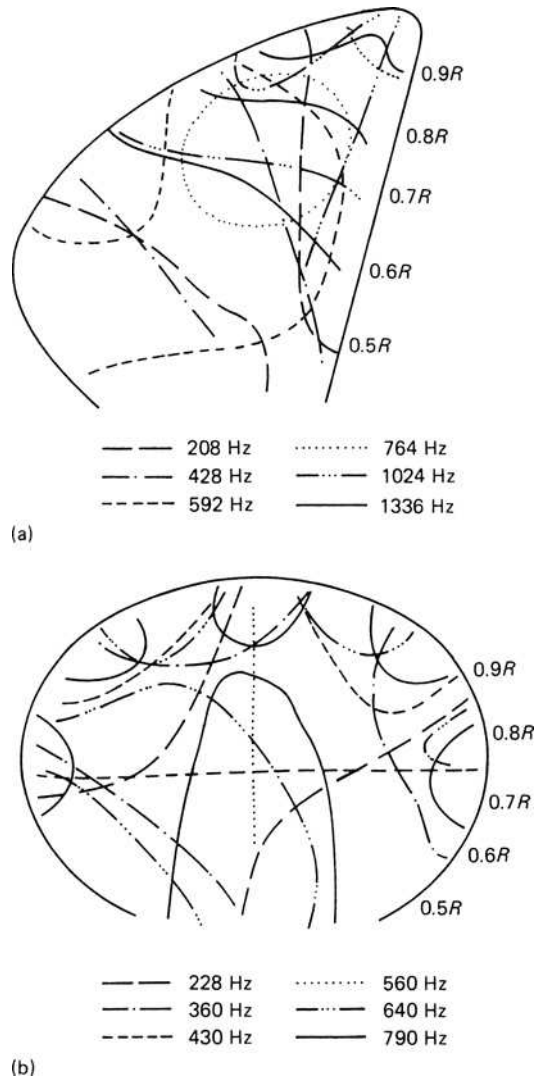 0.9R
0.8R
0.7R
0.6R
0.5R
208 Hz 764 Hz
428 Hz 1024 Hz
592 Hz 1336 Hz
(a)
0.9R
0.8R
0.7R
0.6R
0.5R
228 Hz 560 Hz
360 Hz 640 Hz
430 Hz 790 Hz
(b)